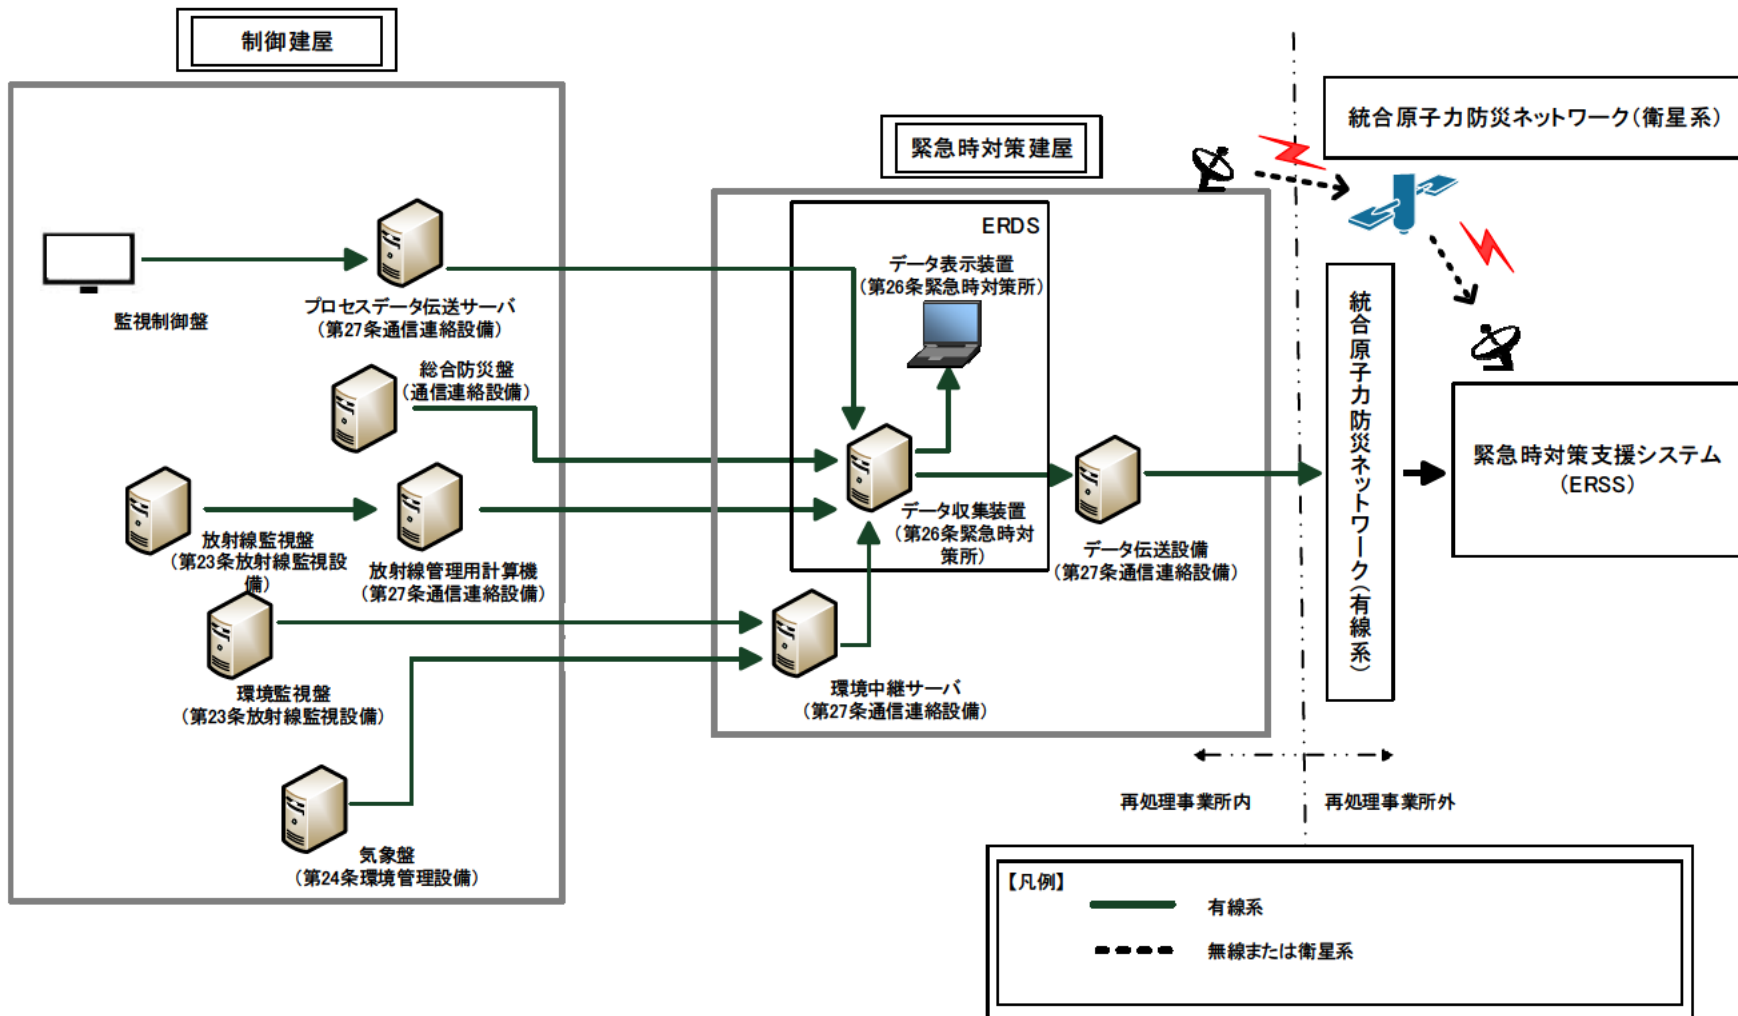 制御建屋
緊急時対策建屋
統合原子力防災ネットワーク(衛星系)
ERDS
データ表示装置
(第26条緊急時対策所)
監視制御盤
プロセスデータ伝送サーバ
(第27条通信連絡設備)
総合防災盤
(通信連絡設備)
統合原子力防災ネットワーク(有線系)
緊急時対策支援システム
(ERSS)
データ収集装置
(第26条緊急時対
策所)
放射線監視盤
(第23条放射線監視設
備)
放射線管理用計算機
(第27条通信連絡設備)
データ伝送設備
(第27条通信連絡設備)
環境監視盤
(第23条放射線監視設備)
環境中継サーバ
(第27条通信連絡設備)
気象盤
(第24条環境管理設備)
再処理事業所内
再処理事業所外
【凡例】
有線系
無線または衛星系